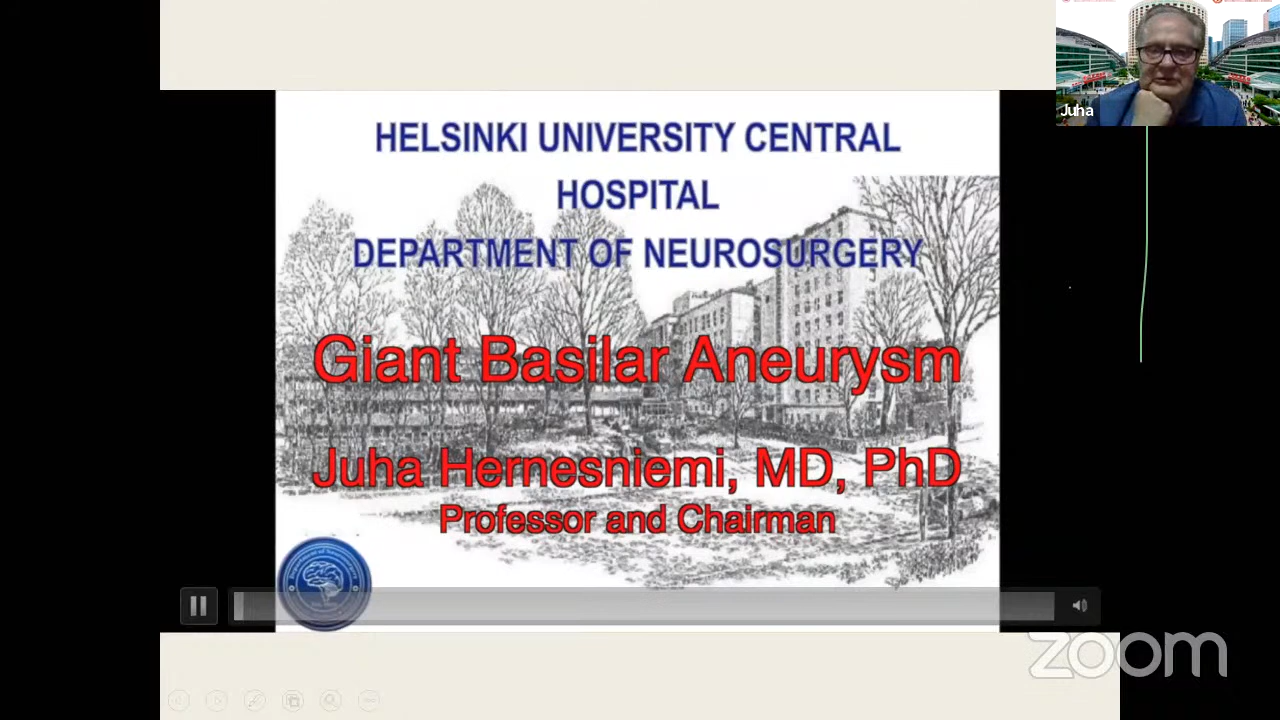 HELSINKI UNIVERSITY CENTRAL
HOSPITAL
DEPARTMENT OF NEUROSURGERY
Giant Basilar Aneurysm
Juha Hernesniemi, MD, PhD
Professor and Chairman
Juha
zoom